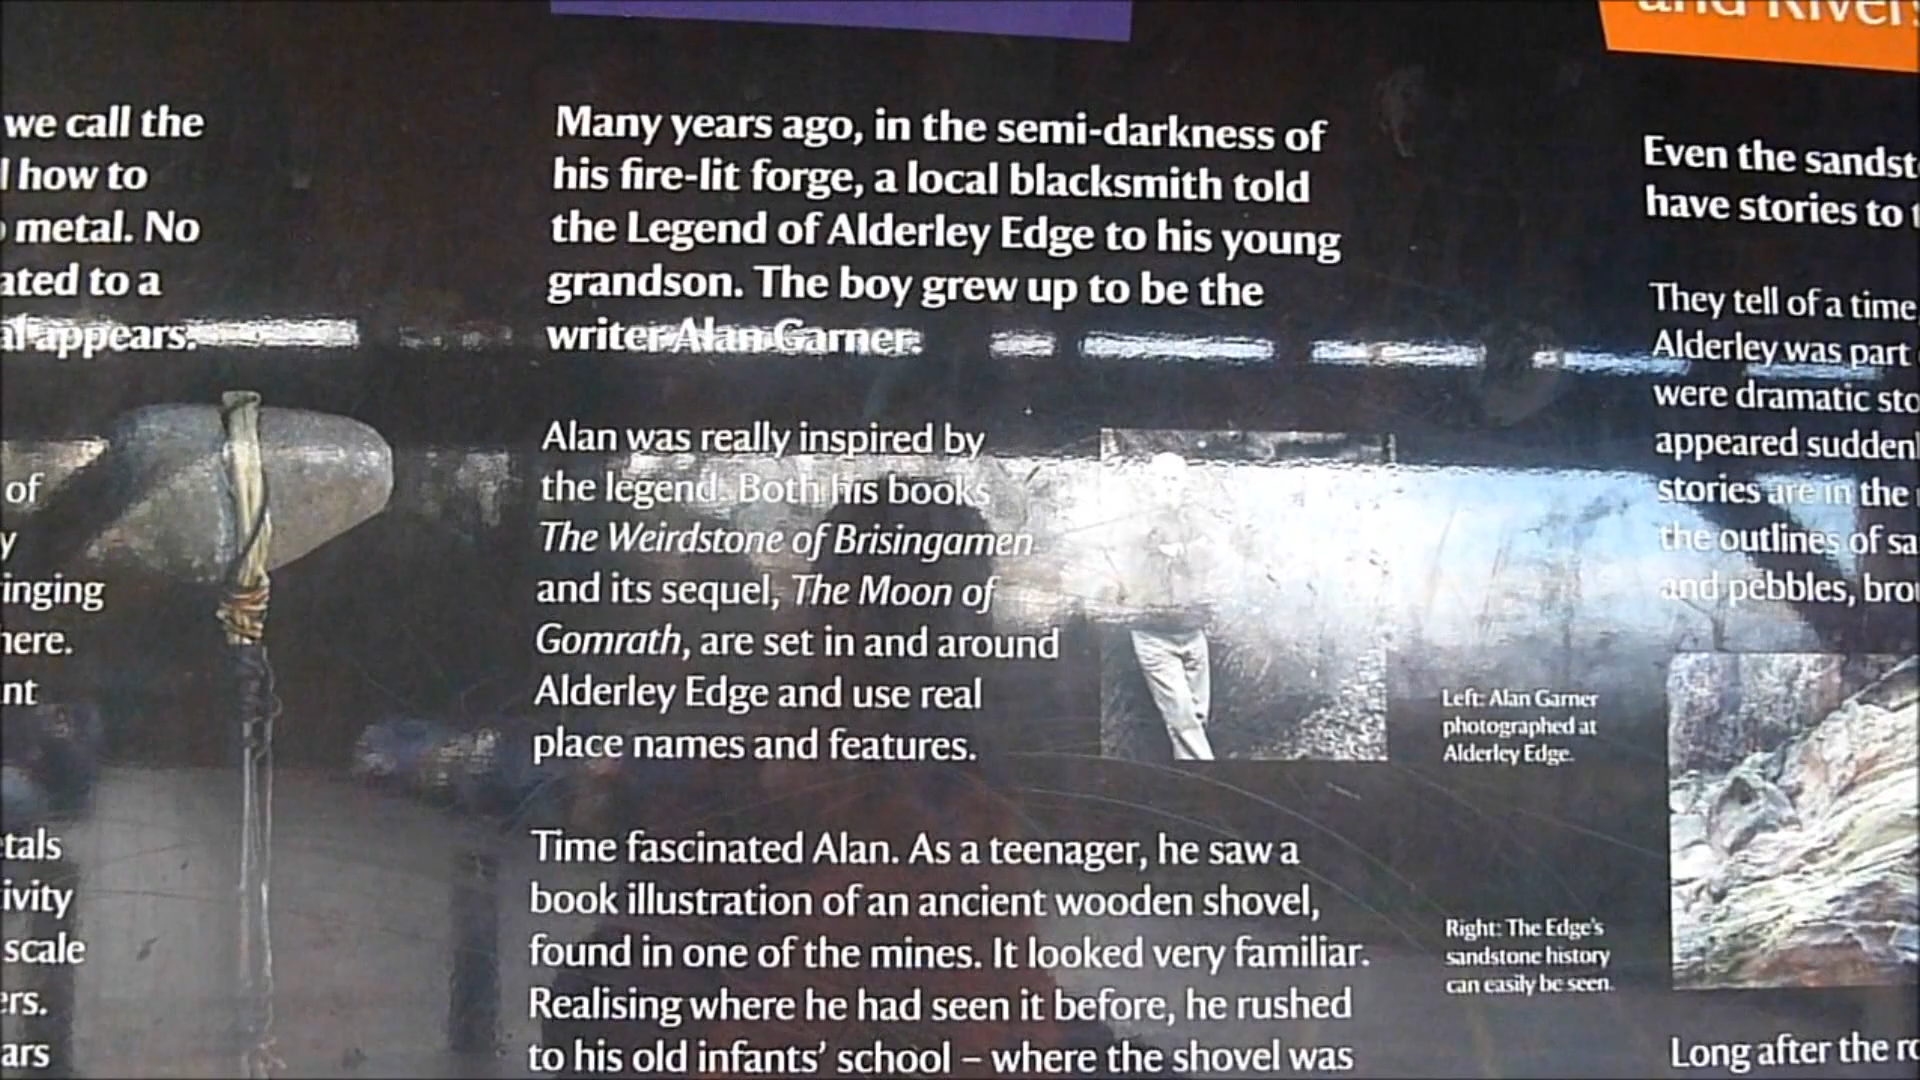 we call the
how to
metal. No
ated to a
appears.
of
y
inging
here.
nt
tals
ivity
scale
ers.
ars
Many years ago, in the semi-darkness of
his fire-lit forge, a local blacksmith told
the Legend of Alderley Edge to his young
grandson. The boy grew up to be the
writer Alan Garner.
Alan was really inspired by
the legend. Both his books
The Weirdstone of Brisingamen
and its sequel, The Moon of
Gomrath, are set in and around
Alderley Edge and use real
place names and features.
Left: Alan Garner
photographed at
Alderley Edge.
Time fascinated Alan. As a teenager, he saw a
book illustration of an ancient wooden shovel,
found in one of the mines. It looked very familiar.
Realising where he had seen it before, he rushed
to his old infants' school – where the shovel was
Right: The Edge's
sandstone history
can easily be seen.
and River
Even the sandst
have stories to t
They tell of a time
Alderley was part
were dramatic sto
appeared sudden
stories are in the
the outlines of sa
and pebbles, bro
Long after the ro